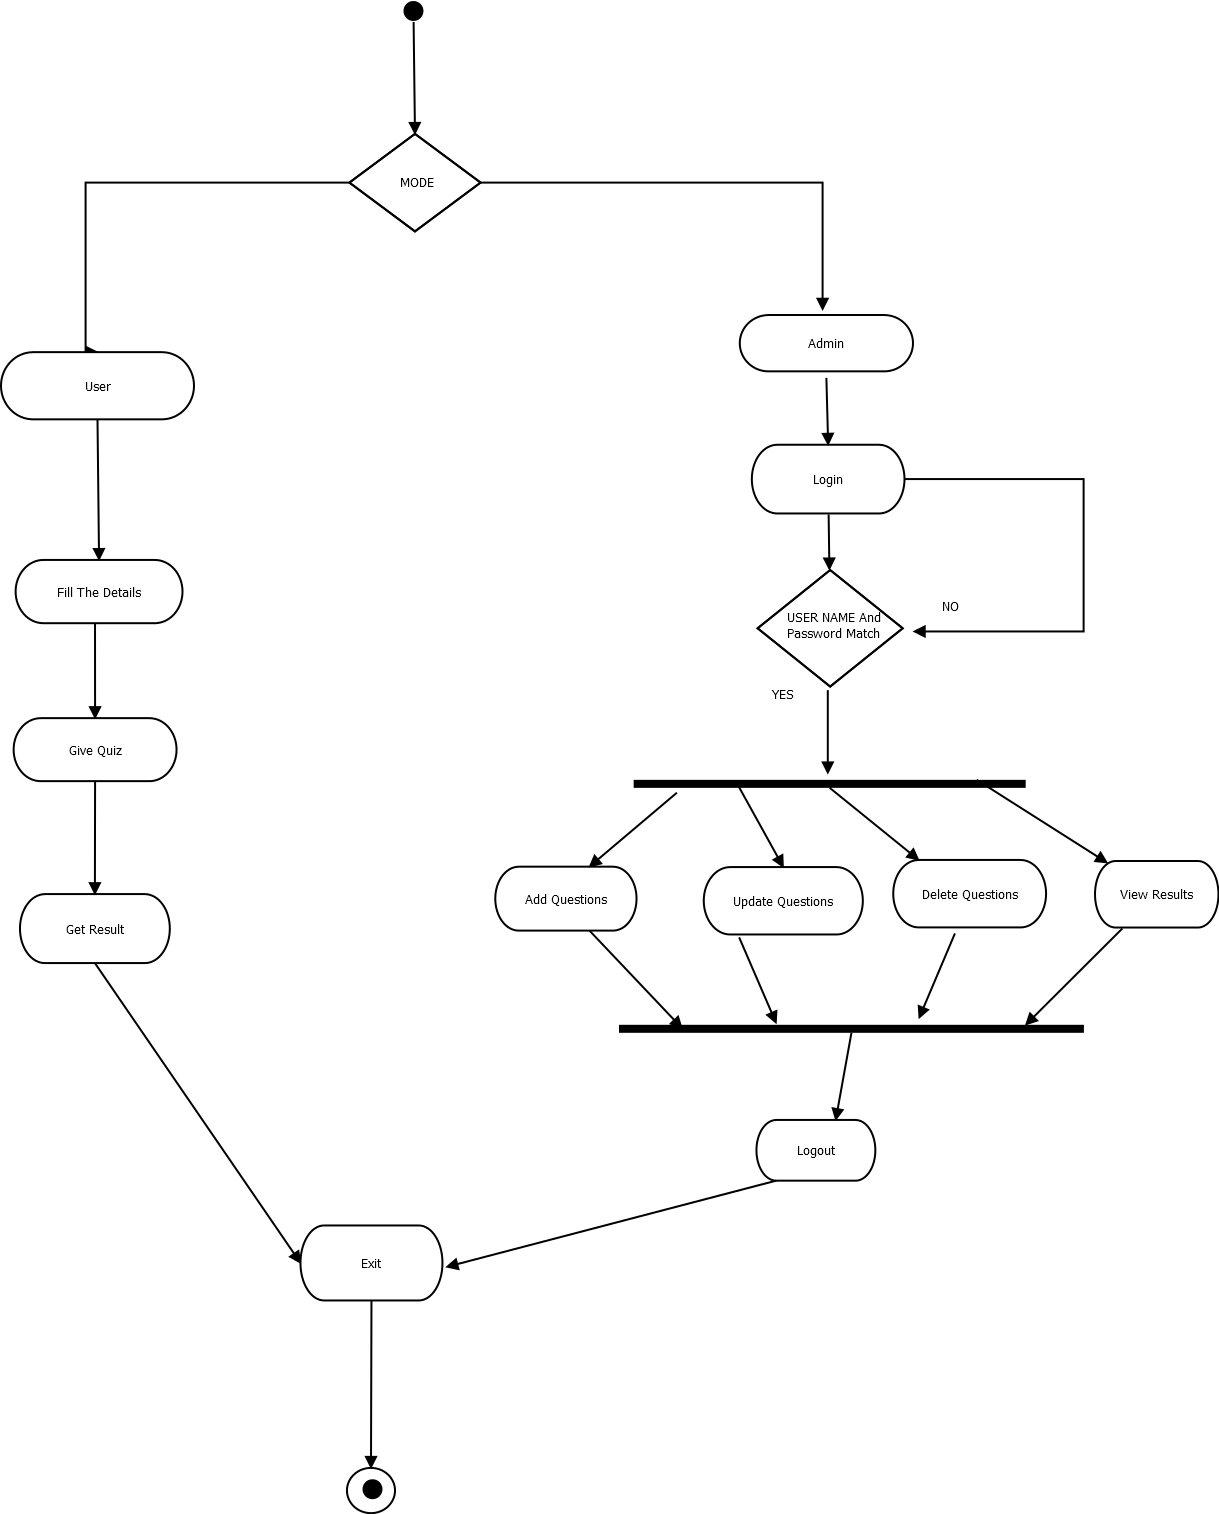 MODE
Admin
User
Login
Fill The Details
NO
USER NAME And
Password Match
YES
Give Quiz
Add Questions
Update Questions
Delete Questions
View Results
Get Result
Logout
Exit